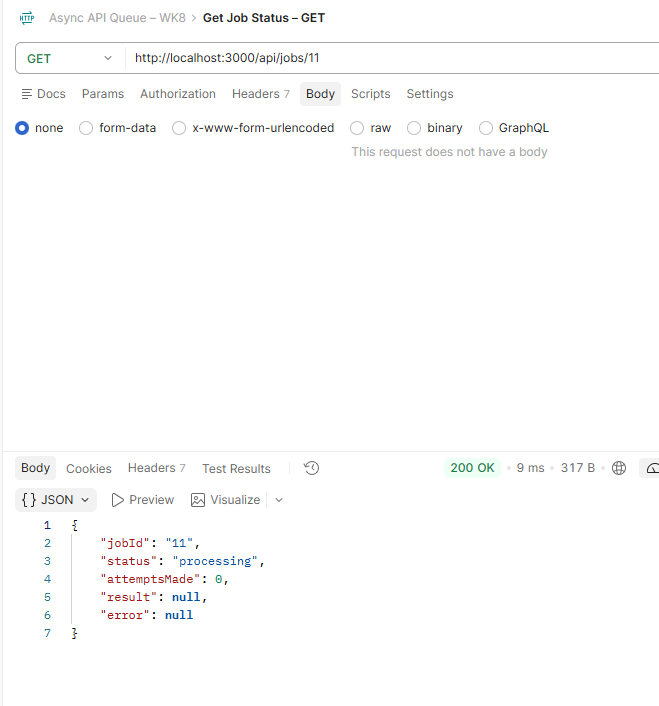 HTTP Async API Queue – WK8 > Get Job Status – GET
GET http://localhost:3000/api/jobs/11
Docs Params Authorization Headers 7 Body Scripts Settings
none form-data x-www-form-urlencoded raw binary GraphQL
This request does not have a body
Body Cookies Headers 7 Test Results 200 OK • 9 ms • 317 B •
{} JSON Preview Visualize
1 {
2 "jobId": "11",
3 "status": "processing",
4 "attemptsMade": 0,
5 "result": null,
6 "error": null
7 }